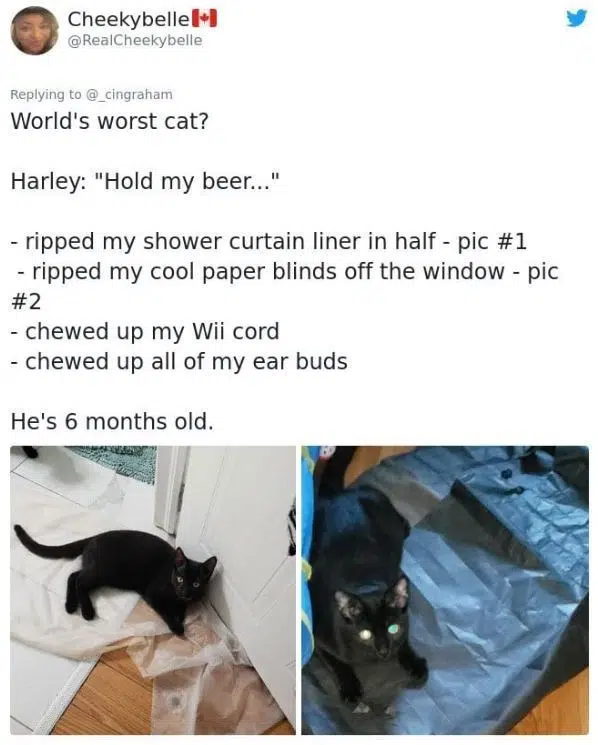 Cheekybelle🇨🇦
@RealCheekybelle
Replying to @_cingraham
World's worst cat?
Harley: "Hold my beer..."
- ripped my shower curtain liner in half - pic #1
- ripped my cool paper blinds off the window - pic
#2
- chewed up my Wii cord
- chewed up all of my ear buds
He's 6 months old.